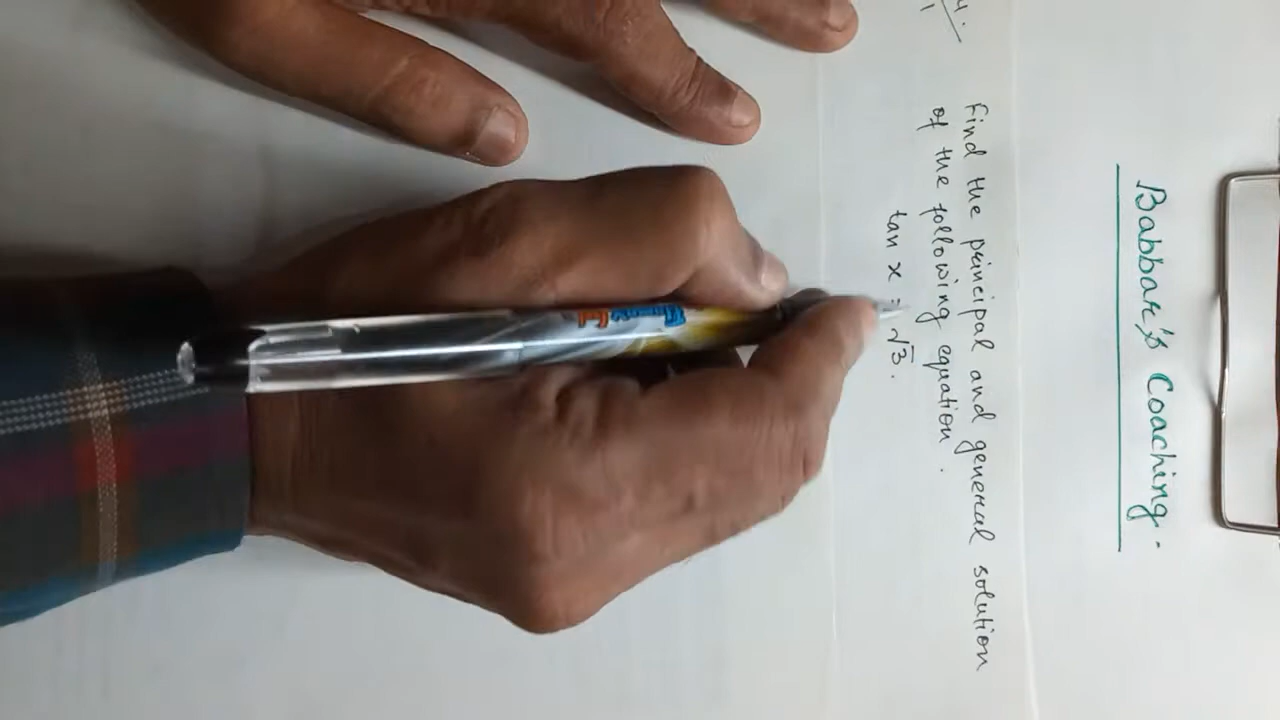 Babbar's Coaching.
Find the principal and general solution
of the following equation.
tan x = √3.